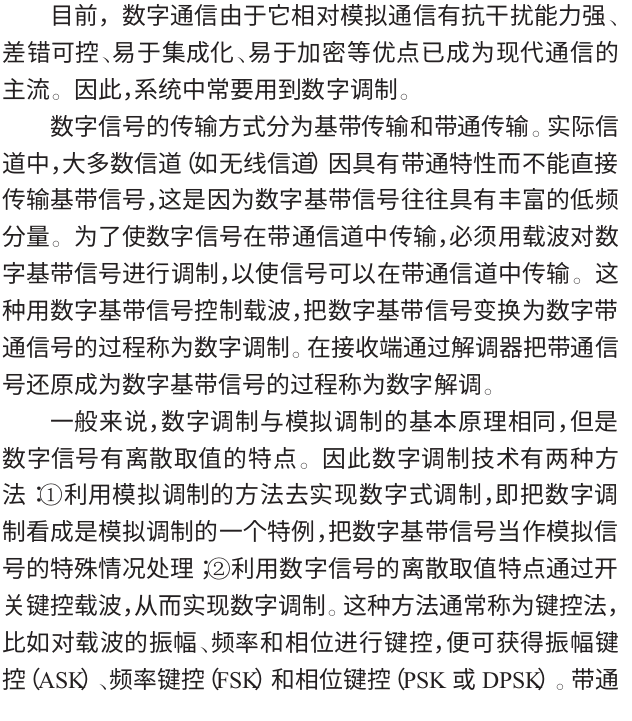 目前，数字通信由于它相对模拟通信有抗干扰能力强、
差错可控、易于集成化、易于加密等优点已成为现代通信的
主流。因此，系统中常要用到数字调制。
数字信号的传输方式分为基带传输和带通传输。实际信
道中，大多数信道（如无线信道）因具有带通特性而不能直接
传输基带信号，这是因为数字基带信号往往具有丰富的低频
分量。为了使数字信号在带通信道中传输，必须用载波对数
字基带信号进行调制，以使信号可以在带通信道中传输。这
种用数字基带信号控制载波，把数字基带信号变换为数字带
通信号的过程称为数字调制。在接收端通过解调器把带通信
号还原成为数字基带信号的过程称为数字解调。
一般来说，数字调制与模拟调制的基本原理相同，但是
数字信号有离散取值的特点。因此数字调制技术有两种方
法：①利用模拟调制的方法去实现数字式调制，即把数字调
制看成是模拟调制的一个特例，把数字基带信号当作模拟信
号的特殊情况处理；②利用数字信号的离散取值特点通过开
关键控载波，从而实现数字调制。这种方法通常称为键控法，
比如对载波的振幅、频率和相位进行键控，便可获得振幅键
控（ASK）、频率键控（FSK）和相位键控（PSK 或 DPSK）。带通